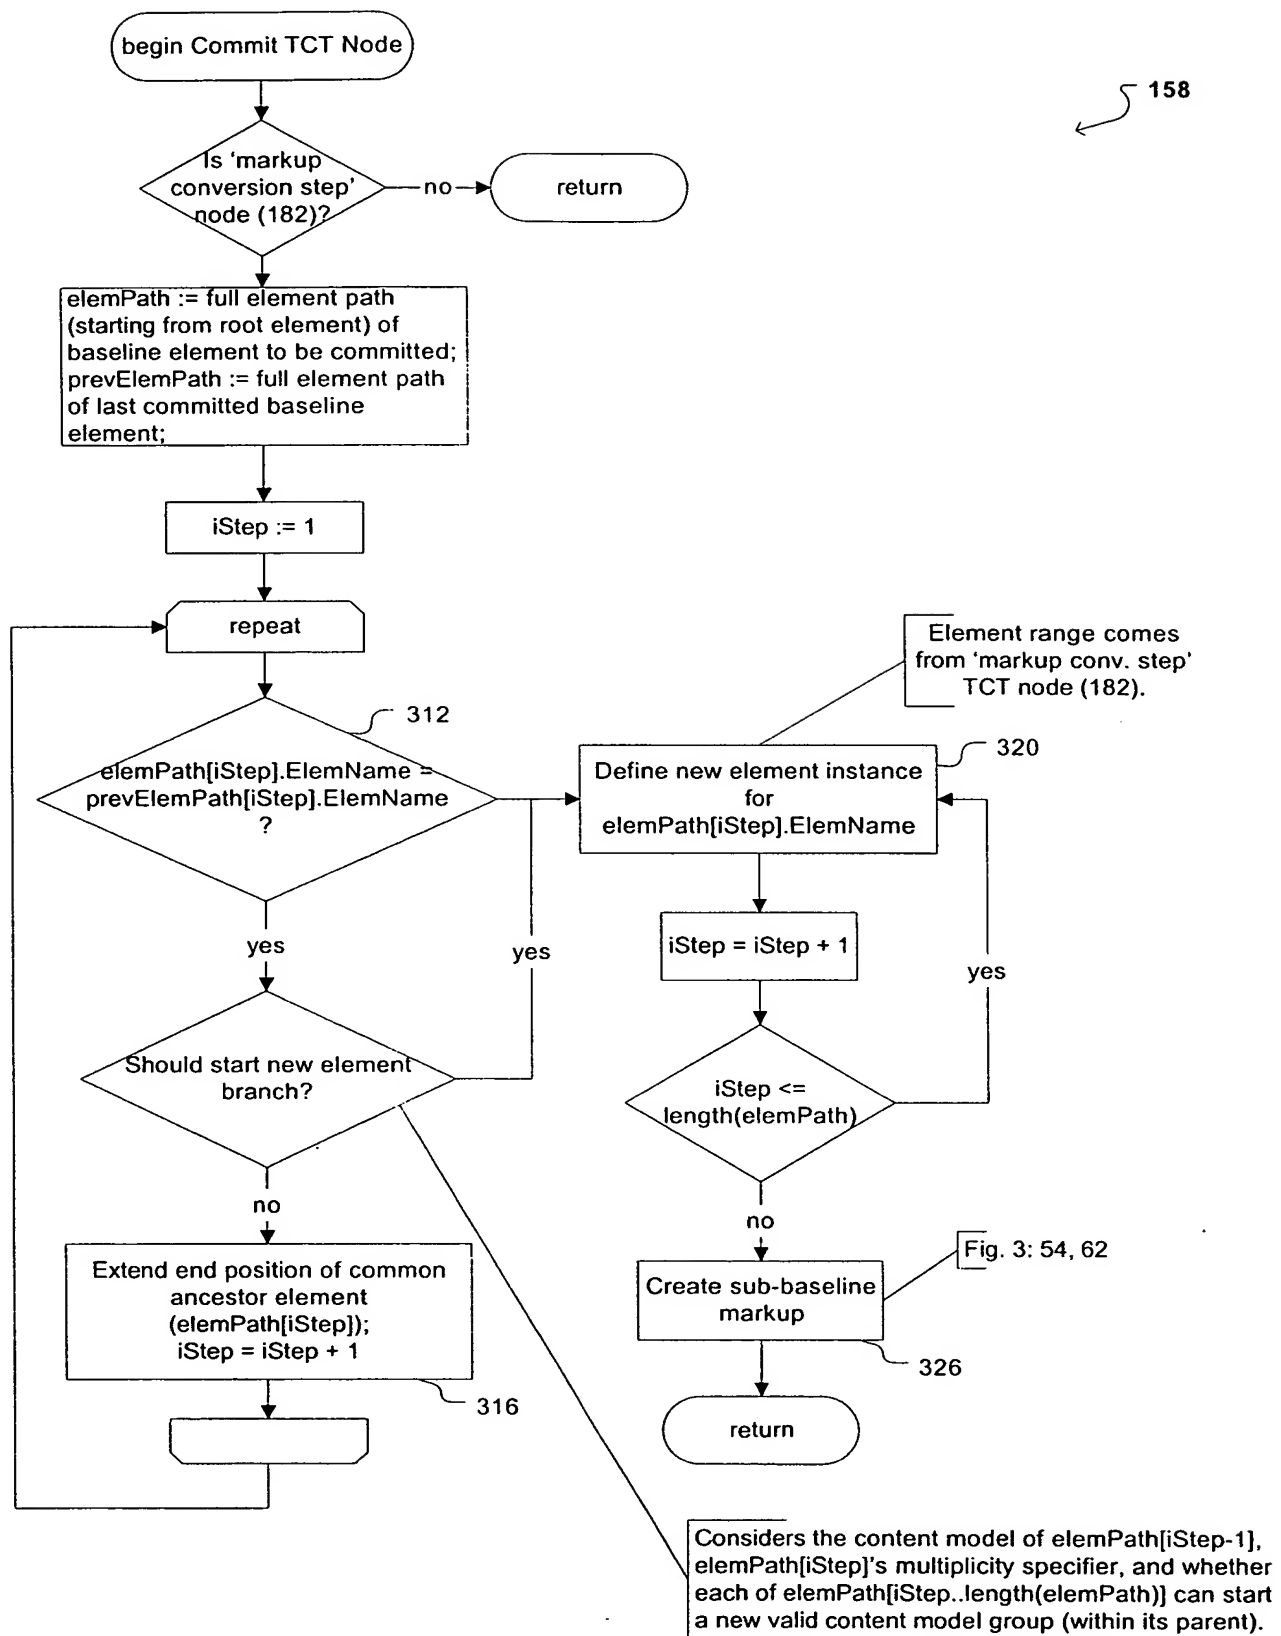 begin Commit TCT Node
158
Is 'markup
conversion step'
node (182)?
no
return
elemPath := full element path
(starting from root element) of
baseline element to be committed;
prevElemPath := full element path
of last committed baseline
element;
iStep := 1
repeat
Element range comes
from 'markup conv. step'
TCT node (182).
312
elemPath[iStep].ElemName =
prevElemPath[iStep].ElemName
?
320
Define new element instance
for
elemPath[iStep].ElemName
yes
yes
iStep = iStep + 1
yes
Should start new element
branch?
iStep <=
length(elemPath)
no
no
Extend end position of common
ancestor element
(elemPath[iStep]);
iStep = iStep + 1
316
Fig. 3: 54, 62
Create sub-baseline
markup
326
return
Considers the content model of elemPath[iStep-1],
elemPath[iStep]'s multiplicity specifier, and whether
each of elemPath[iStep..length(elemPath)] can start
a new valid content model group (within its parent).